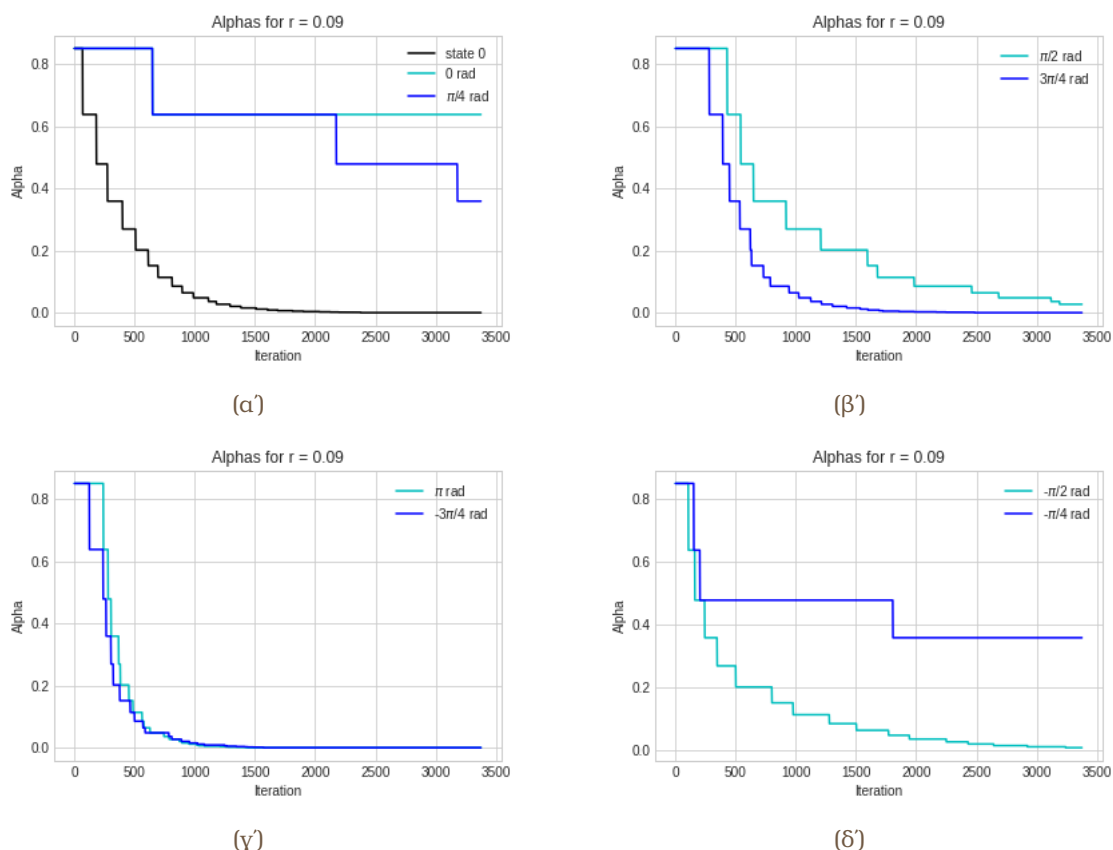 Alphas for r = 0.09
state 0
0 rad
π/4 rad
Alpha
0.8
0.6
0.4
0.2
0.0
0 500 1000 1500 2000 2500 3000 3500
Iteration
(α΄)
Alphas for r = 0.09
π/2 rad
3π/4 rad
Alpha
0.8
0.6
0.4
0.2
0.0
0 500 1000 1500 2000 2500 3000 3500
Iteration
(β΄)
Alphas for r = 0.09
π rad
-3π/4 rad
Alpha
0.8
0.6
0.4
0.2
0.0
0 500 1000 1500 2000 2500 3000 3500
Iteration
(γ΄)
Alphas for r = 0.09
-π/2 rad
-π/4 rad
Alpha
0.8
0.6
0.4
0.2
0.0
0 500 1000 1500 2000 2500 3000 3500
Iteration
(δ΄)